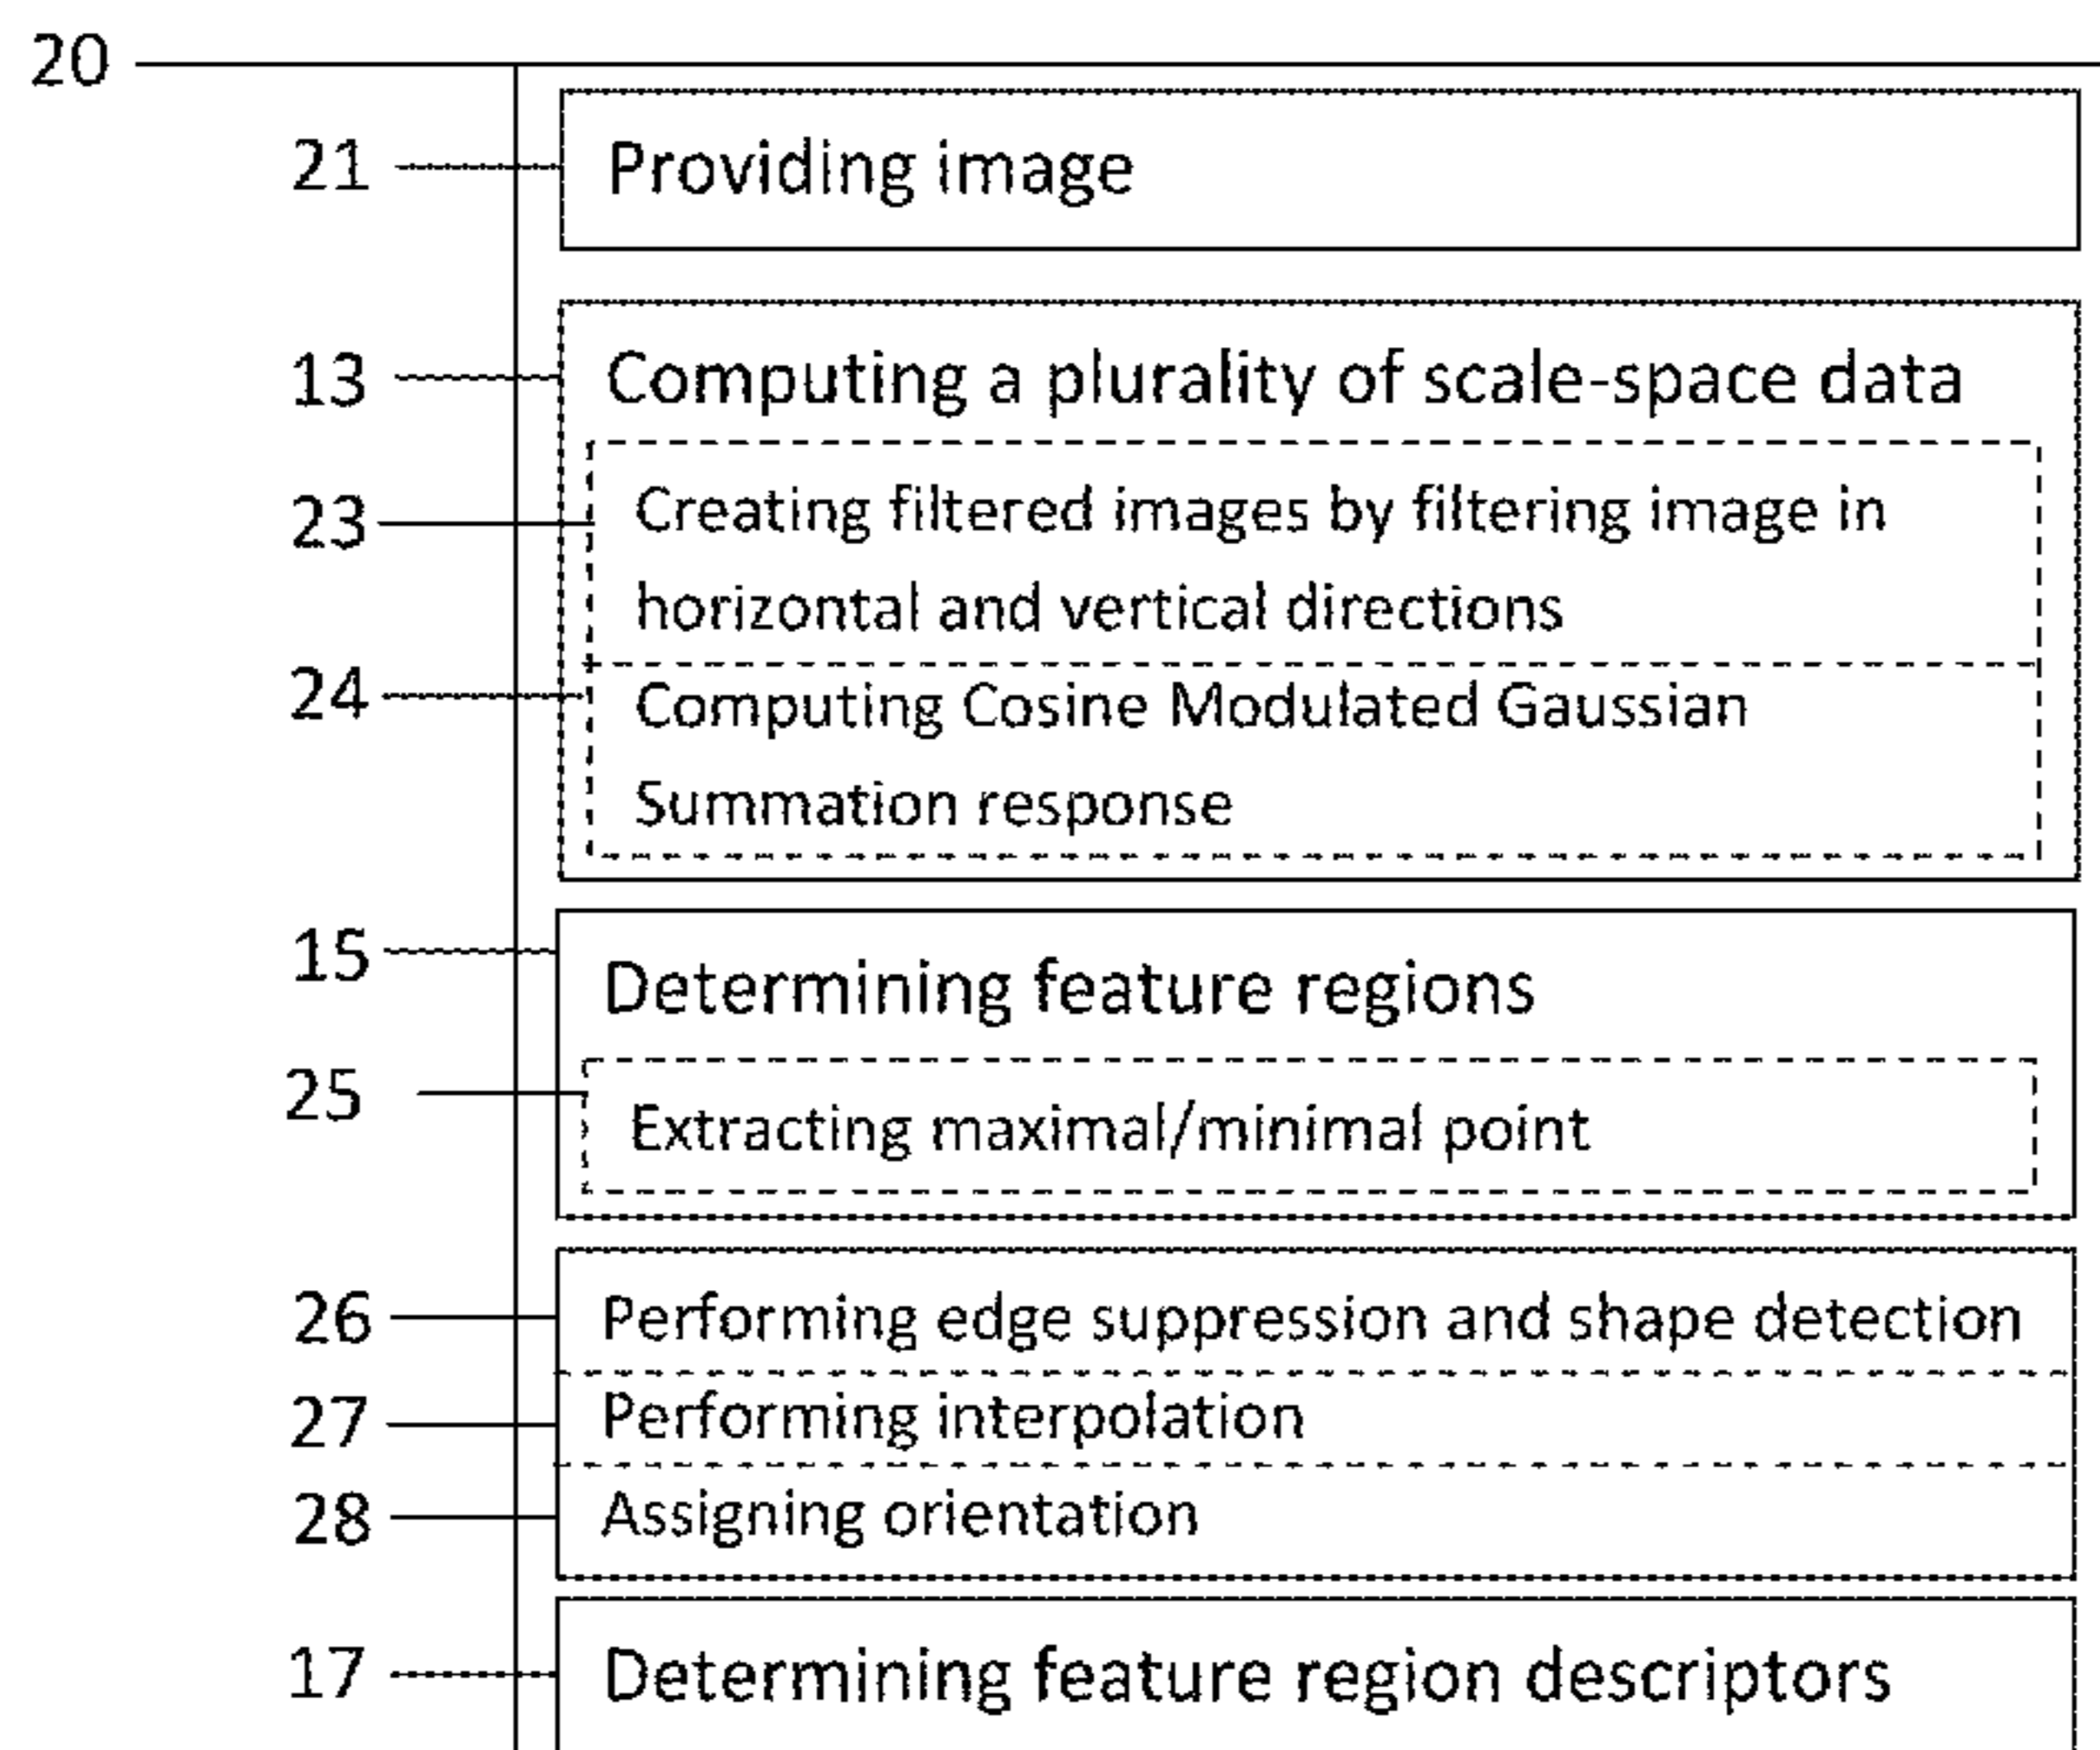 20
21 Providing image
13 Computing a plurality of scale-space data
23 Creating filtered images by filtering image in
horizontal and vertical directions
24 Computing Cosine Modulated Gaussian
Summation response
15 Determining feature regions
25 Extracting maximal/minimal point
26 Performing edge suppression and shape detection
27 Performing interpolation
28 Assigning orientation
17 Determining feature region descriptors